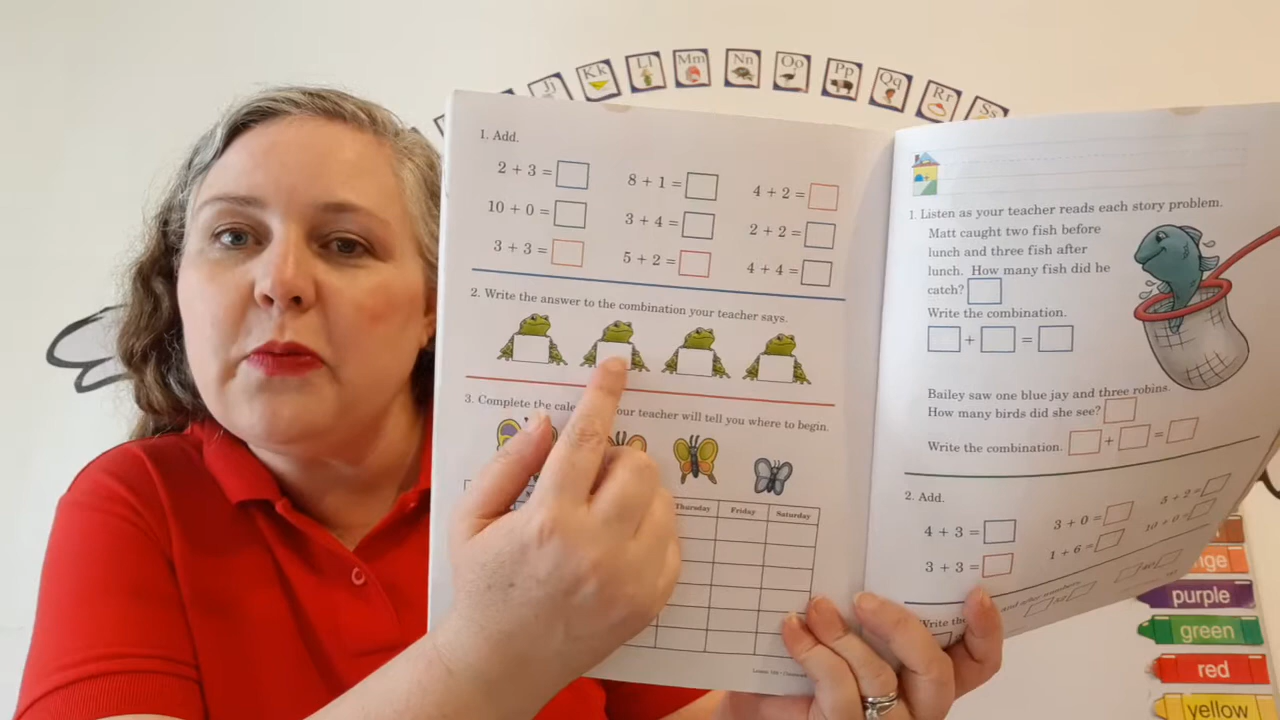 Jj Kk Ll Mm Nn Oo Pp Qq Rr Ss
1. Add.
2 + 3 =
8 + 1 =
4 + 2 =
10 + 0 =
3 + 4 =
2 + 2 =
3 + 3 =
5 + 2 =
4 + 4 =
2. Write the answer to the combination your teacher says.
3. Complete the your teacher will tell you where to begin.
Thursday Friday Saturday
Lesson
1. Listen as your teacher reads each story problem.
Matt caught two fish before
lunch and three fish after
lunch. How many fish did he
catch?
Write the combination.
+ =
Bailey saw one blue jay and three robins.
How many birds did she see?
Write the combination. + =
2. Add.
4 + 3 =
3 + 0 =
5 + 2 =
3 + 3 =
1 + 6 =
10 + 0 =
Write the
purple
green
red
yellow